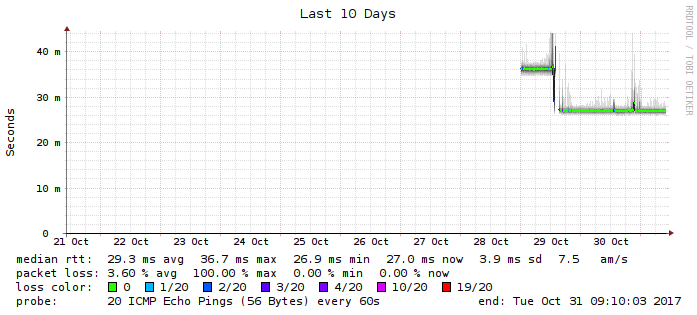 Last 10 Days
RRDTOOL / TOBI OETIKER
Seconds
40 m
30 m
20 m
10 m
0
21 Oct 22 Oct 23 Oct 24 Oct 25 Oct 26 Oct 27 Oct 28 Oct 29 Oct 30 Oct
median rtt: 29.3 ms avg 36.7 ms max 26.9 ms min 27.0 ms now 3.9 ms sd 7.5 am/s
packet loss: 3.60 % avg 100.00 % max 0.00 % min 0.00 % now
loss color: 0 1/20 2/20 3/20 4/20 10/20 19/20
probe: 20 ICMP Echo Pings (56 Bytes) every 60s end: Tue Oct 31 09:10:03 2017